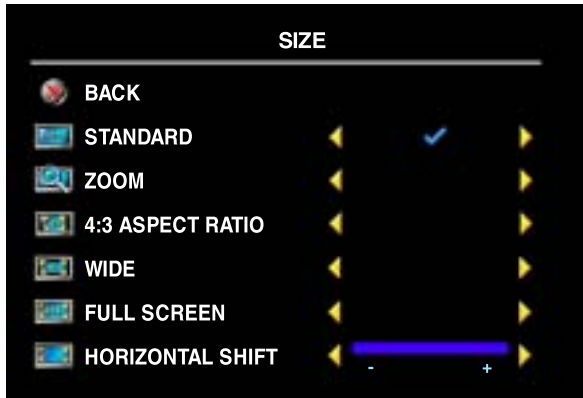 SIZE
BACK
STANDARD
ZOOM
4:3 ASPECT RATIO
WIDE
FULL SCREEN
HORIZONTAL SHIFT
- +